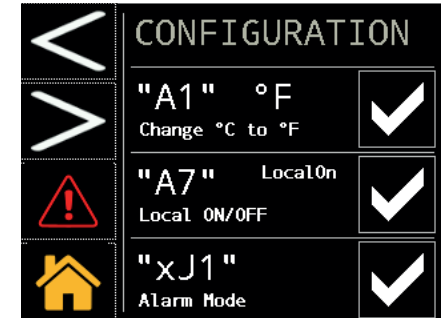 CONFIGURATION
"A1" °F
Change °C to °F
"A7" LocalOn
Local ON/OFF
"xJ1"
Alarm Mode